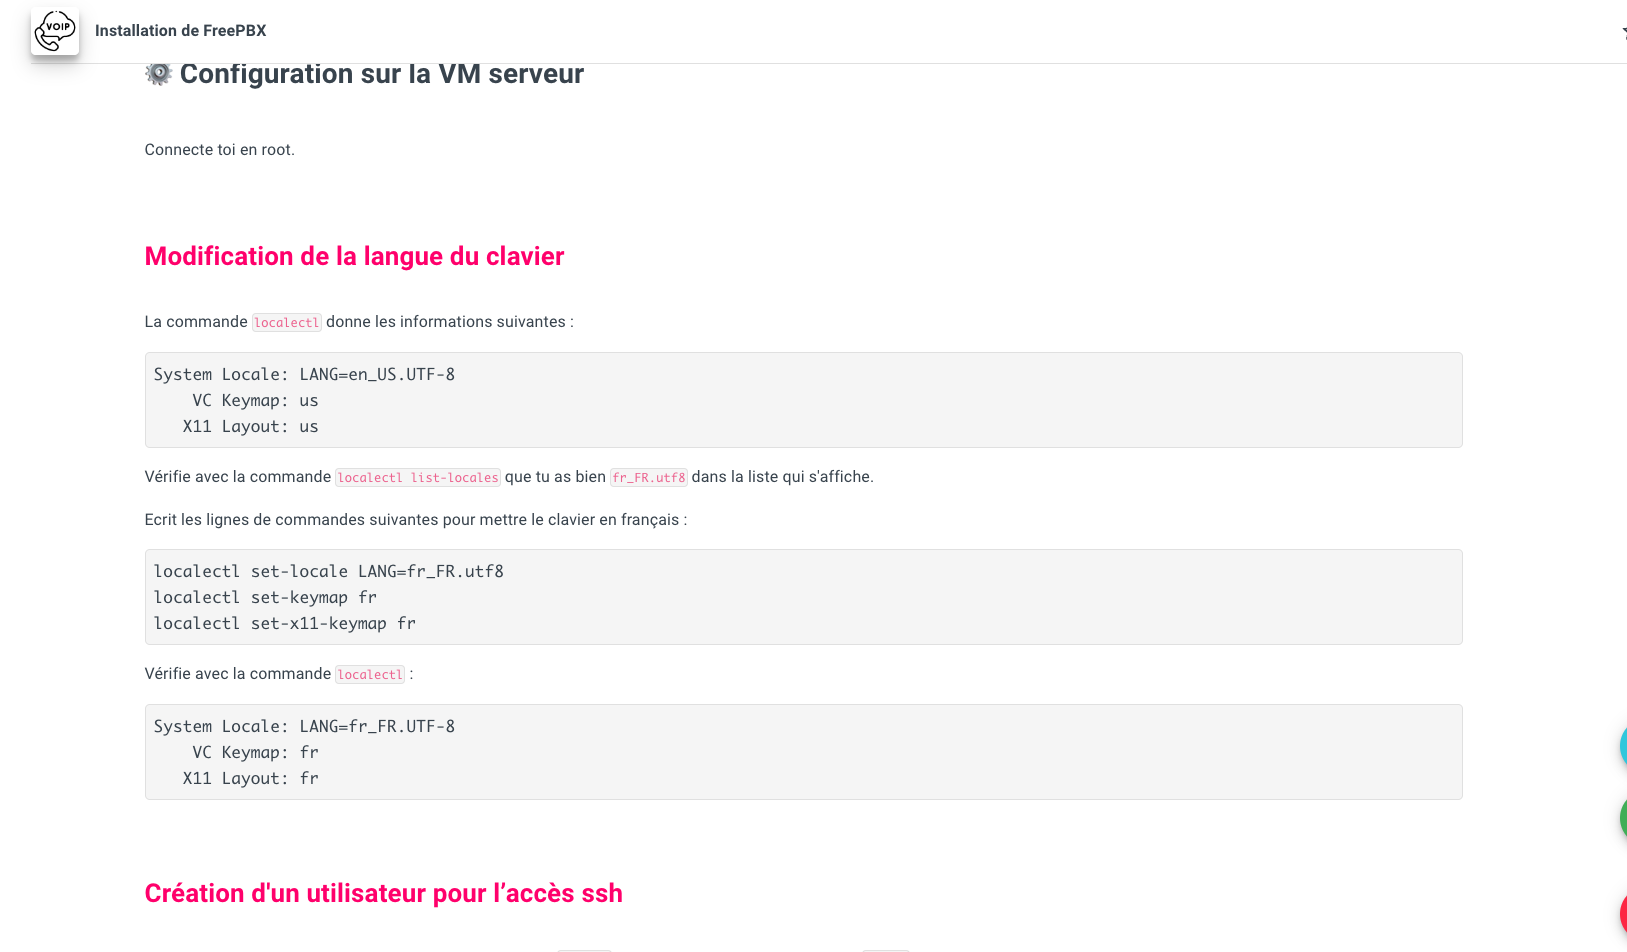 VOIP
Installation de FreePBX
Configuration sur la VM serveur
Connecte toi en root.
Modification de la langue du clavier
La commande localectl donne les informations suivantes :
System Locale: LANG=en_US.UTF-8
VC Keymap: us
X11 Layout: us
Vérifie avec la commande localectl list-locales que tu as bien fr_FR.utf8 dans la liste qui s'affiche.
Ecrit les lignes de commandes suivantes pour mettre le clavier en français :
localectl set-locale LANG=fr_FR.utf8
localectl set-keymap fr
localectl set-x11-keymap fr
Vérifie avec la commande localectl :
System Locale: LANG=fr_FR.UTF-8
VC Keymap: fr
X11 Layout: fr
Création d'un utilisateur pour l’accès ssh